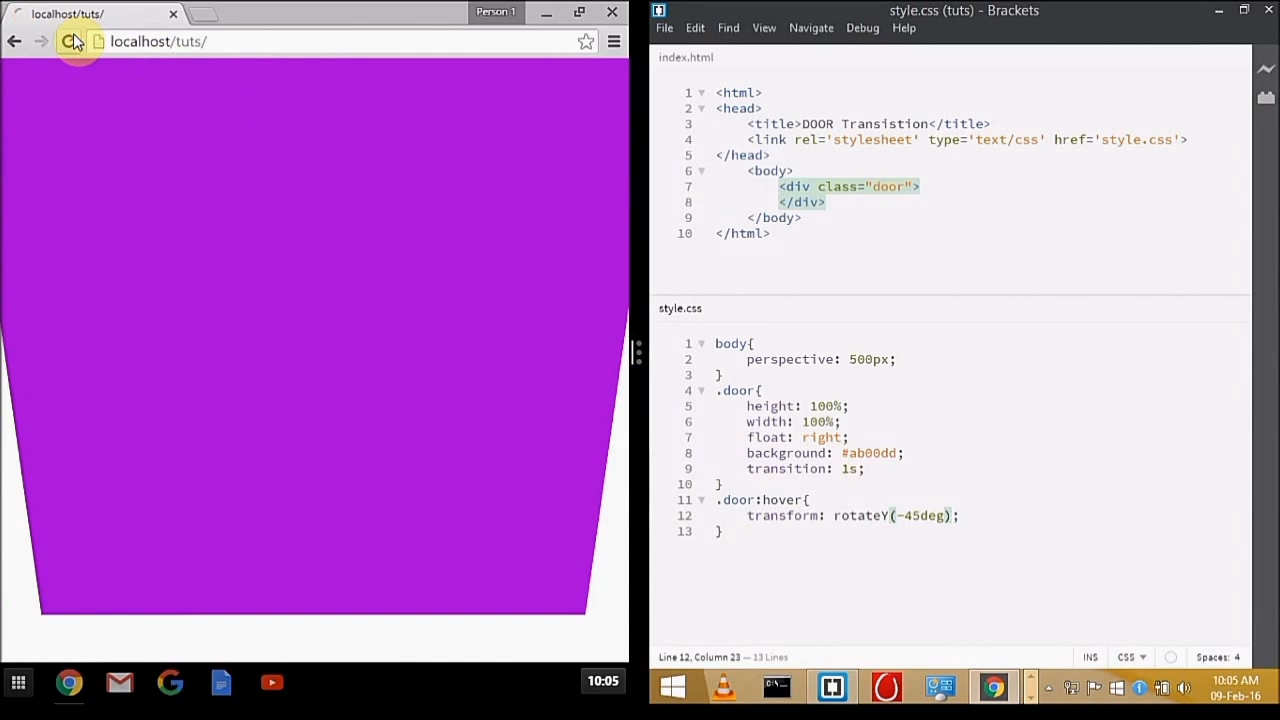 localhost/tuts/
Person 1
localhost/tuts/
10:05
style.css (tuts) - Brackets
File Edit Find View Navigate Debug Help
index.html
1 <html>
2 <head>
3 <title>DOOR Transistion</title>
4 <link rel='stylesheet' type='text/css' href='style.css'>
5 </head>
6 <body>
7 <div class="door">
8 </div>
9 </body>
10 </html>
style.css
1 body{
2 perspective: 500px;
3 }
4 .door{
5 height: 100%;
6 width: 100%;
7 float: right;
8 background: #ab00dd;
9 transition: 1s;
10 }
11 .door:hover{
12 transform: rotateY(-45deg);
13 }
Line 12, Column 23 — 13 Lines
INS CSS Spaces: 4
10:05 AM
09-Feb-16